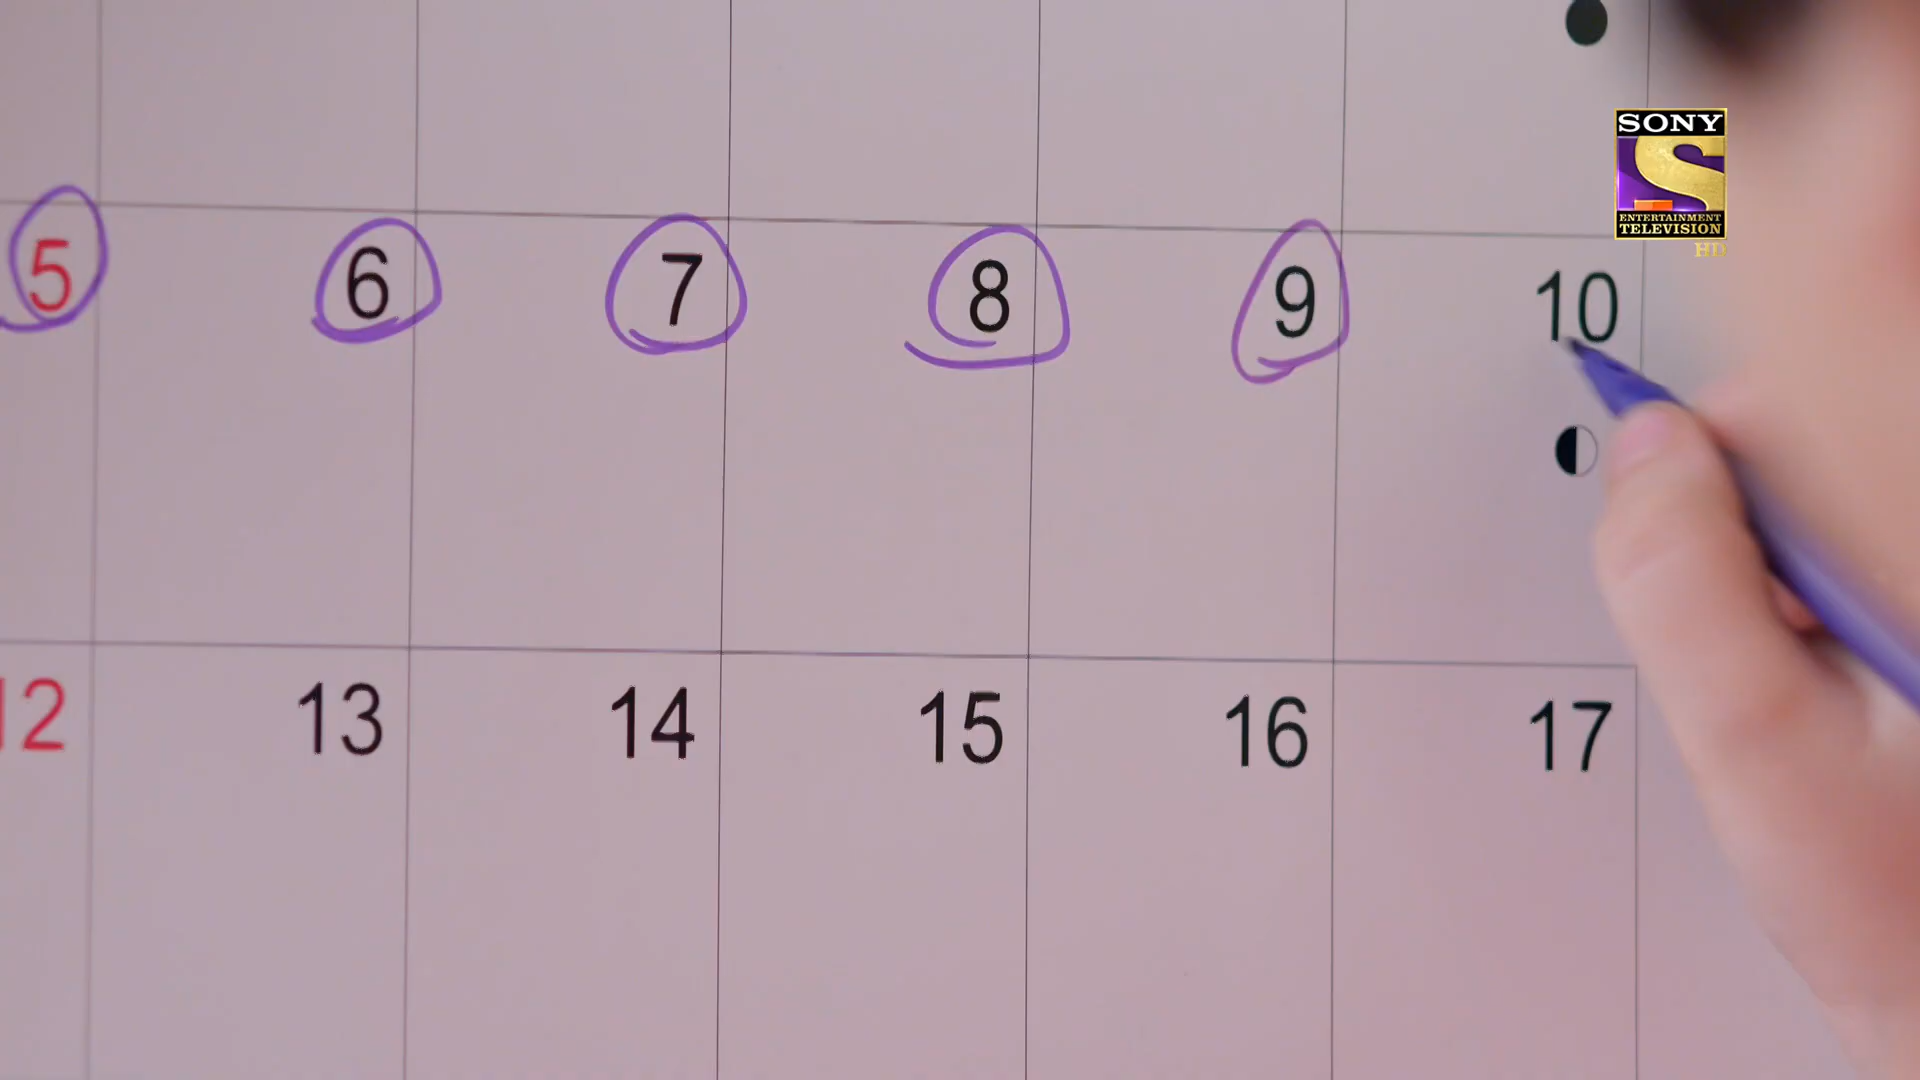 SONY
ENTERTAINMENT
TELEVISION
HD
5 6 7 8 9 10
12 13 14 15 16 17